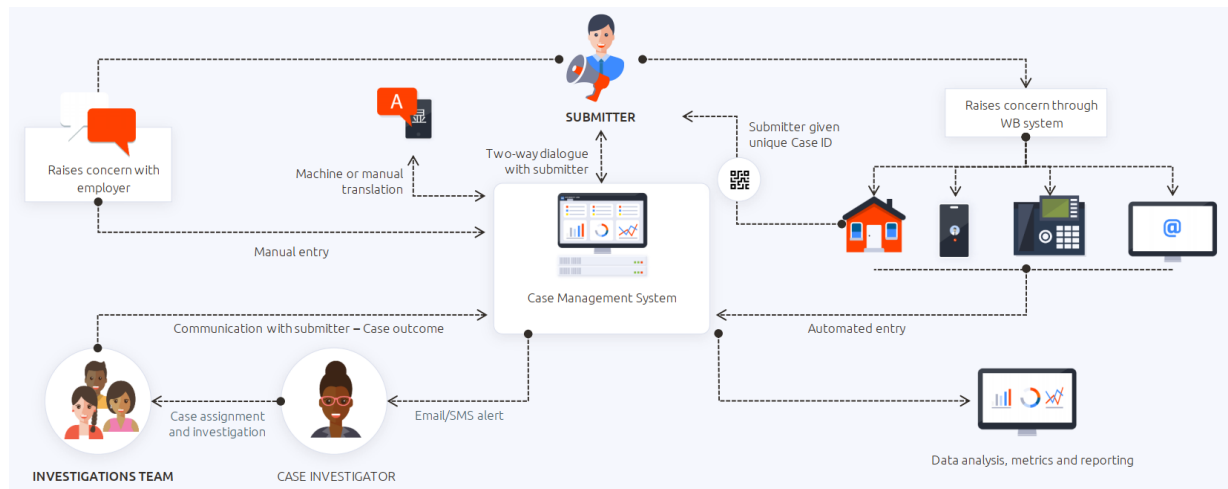 SUBMITTER
A
Raises concern with
employer
Machine or manual
translation
Two-way dialogue
with submitter
Submitter given
unique Case ID
Raises concern through
WB system
@
Manual entry
Case Management System
Communication with submitter – Case outcome
Automated entry
Case assignment
and investigation
Email/SMS alert
INVESTIGATIONS TEAM
CASE INVESTIGATOR
Data analysis, metrics and reporting